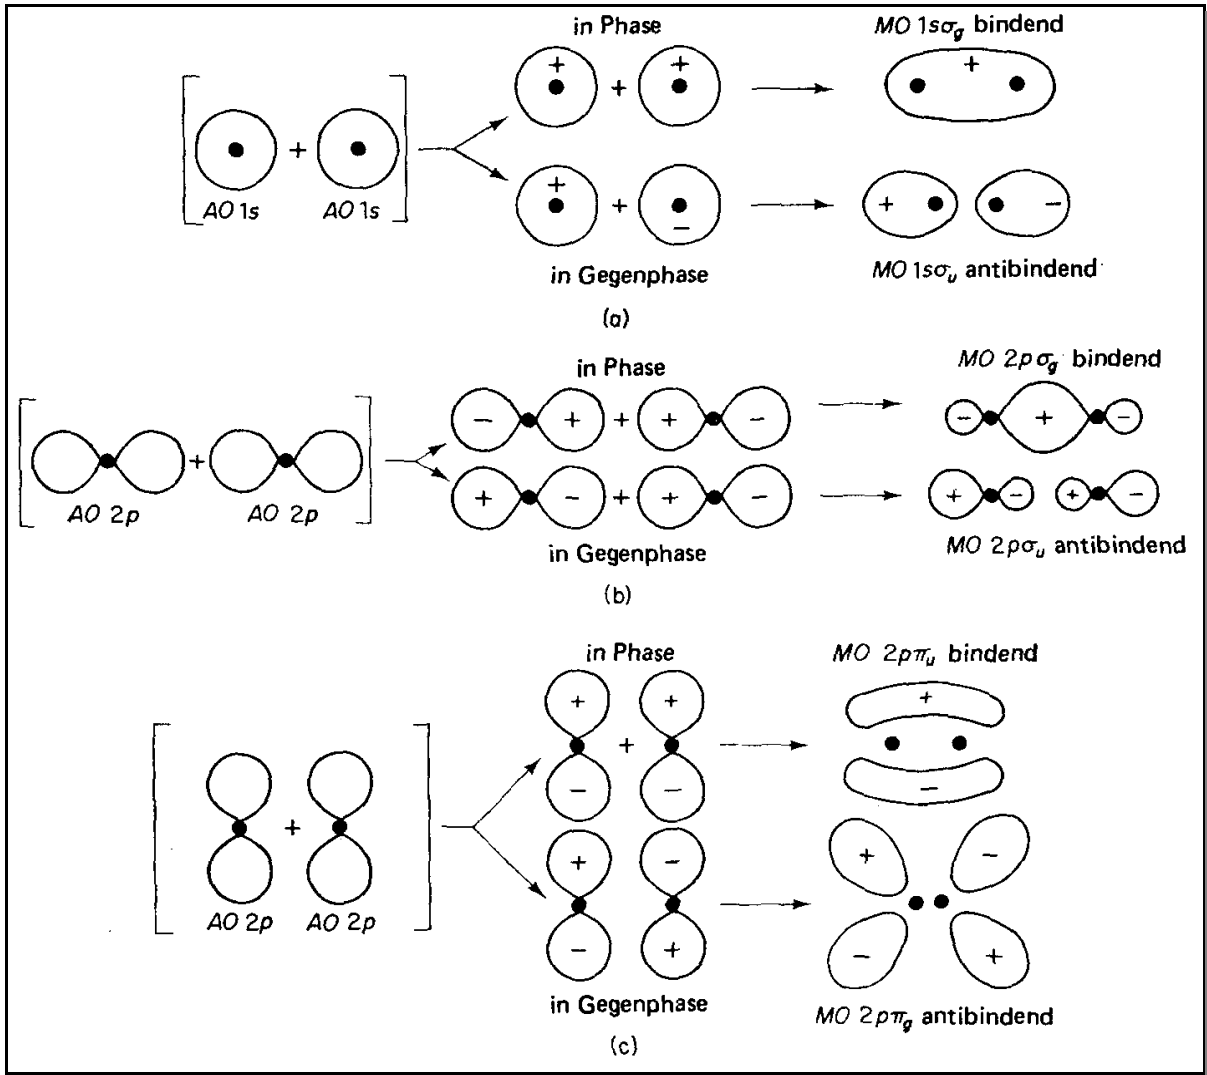 in Phase
MO 1sσg bindend
+ + +
+
AO 1s AO 1s
+
+ + - + -
in Gegenphase
MO 1sσu antibindend
(a)
in Phase
MO 2pσg bindend
- + + + - - + -
+
AO 2p AO 2p
+ - + + - + - + -
in Gegenphase
MO 2pσu antibindend
(b)
in Phase
MO 2pπu bindend
+ + +
+
- - -
+
+ - + -
AO 2p AO 2p
- + - +
in Gegenphase
MO 2pπg antibindend
(c)